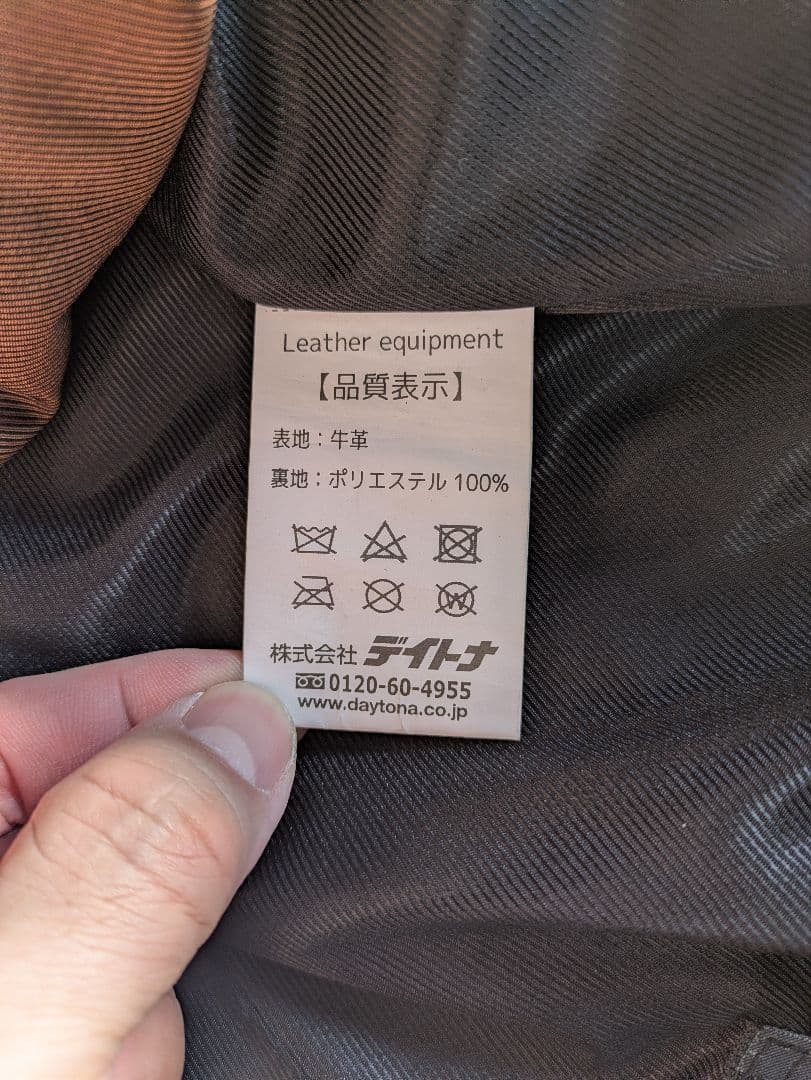 Leather equipment
【品質表示】
表地：牛革
裏地：ポリエステル 100%
株式会社 デイトナ
0120-60-4955
www.daytona.co.jp